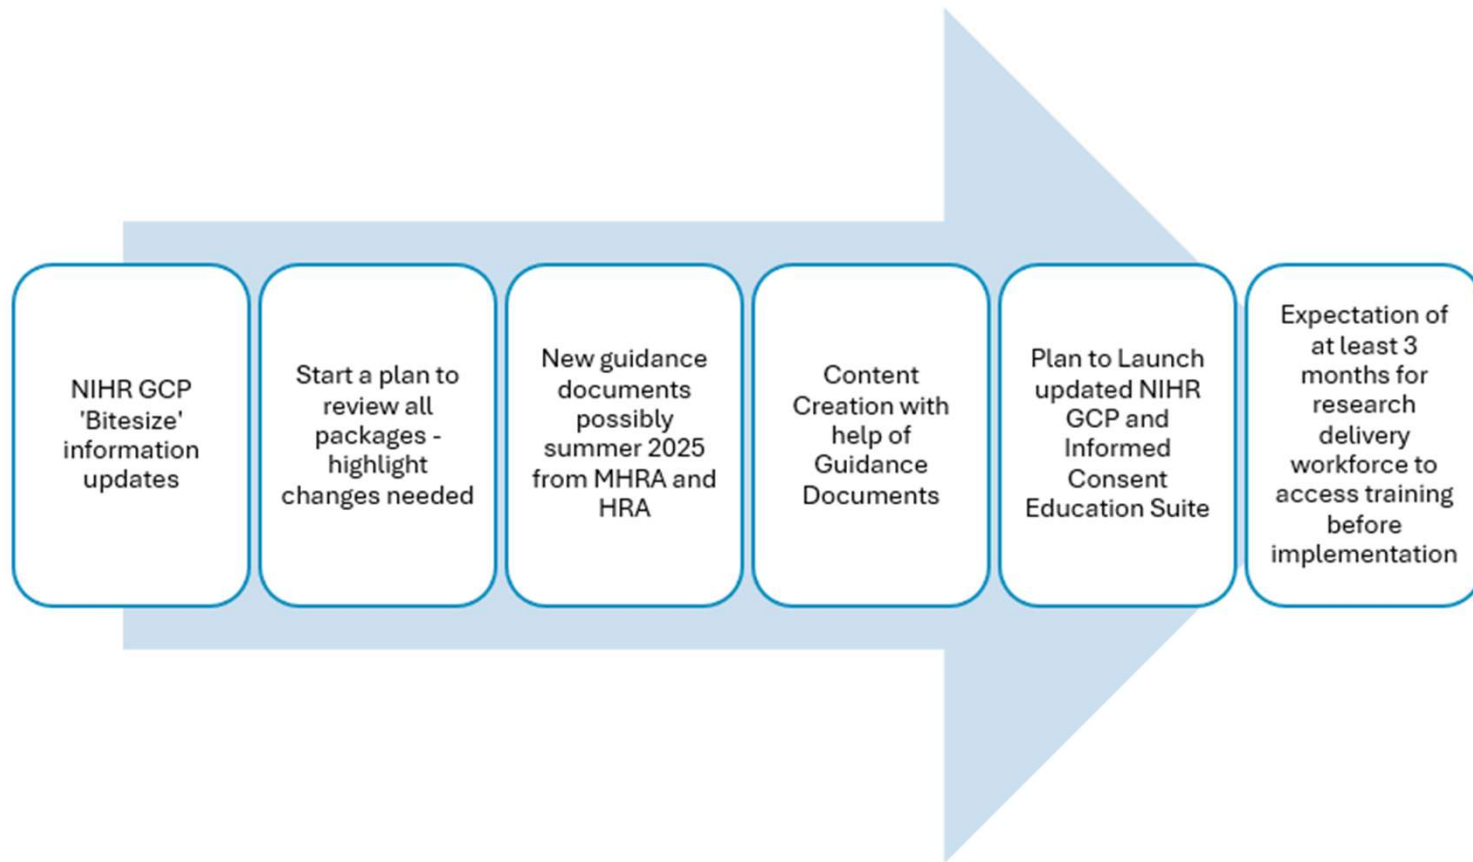 NIHR GCP
'Bitesize'
information
updates
Start a plan to
review all
packages -
highlight
changes needed
New guidance
documents
possibly
summer 2025
from MHRA and
HRA
Content
Creation with
help of
Guidance
Documents
Plan to Launch
updated NIHR
GCP and
Informed
Consent
Education Suite
Expectation of
at least 3
months for
research
delivery
workforce to
access training
before
implementation